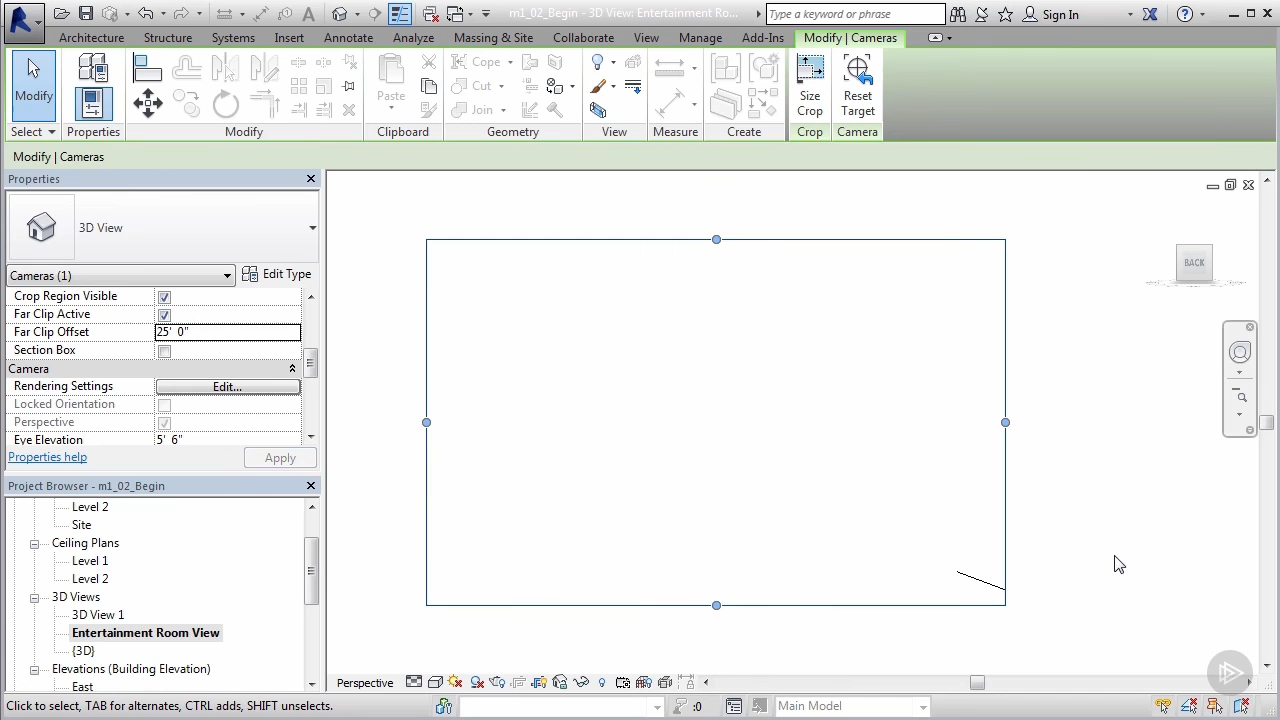 m1_02_Begin - 3D View: Entertainment Ro...
Type a keyword or phrase
Sign In
Architecture Structure Systems Insert Annotate Analyze Massing & Site Collaborate View Manage Add-Ins Modify | Cameras
Modify
Cope
Cut
Join
Paste
Size Crop
Reset Target
Select Properties Modify Clipboard Geometry View Measure Create Crop Camera
Modify | Cameras
Properties
3D View
Cameras (1)
Edit Type
Crop Region Visible
Far Clip Active
Far Clip Offset 25' 0"
Section Box
Camera
Rendering Settings Edit...
Locked Orientation
Perspective
Eye Elevation 5' 6"
Properties help Apply
Project Browser - m1_02_Begin
Level 2
Site
Ceiling Plans
Level 1
Level 2
3D Views
3D View 1
Entertainment Room View
{3D}
Elevations (Building Elevation)
East
BACK
Perspective
Click to select, TAB for alternates, CTRL adds, SHIFT unselects.
:0
Main Model